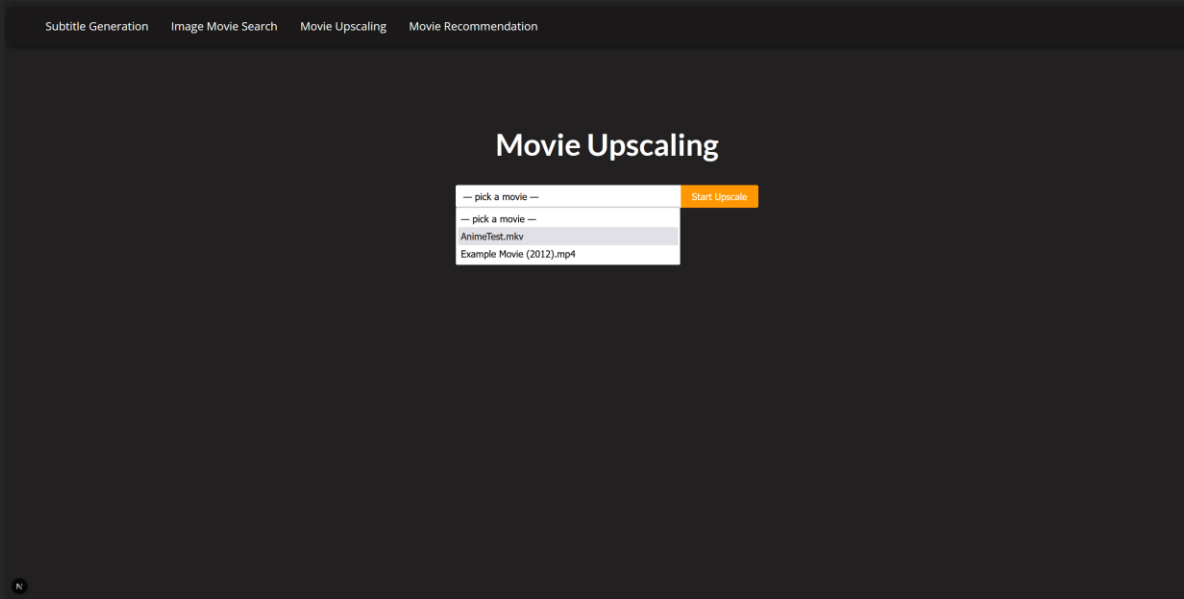 Subtitle Generation Image Movie Search Movie Upscaling Movie Recommendation
Movie Upscaling
— pick a movie — Start Upscale
— pick a movie —
AnimeTest.mkv
Example Movie (2012).mp4
N